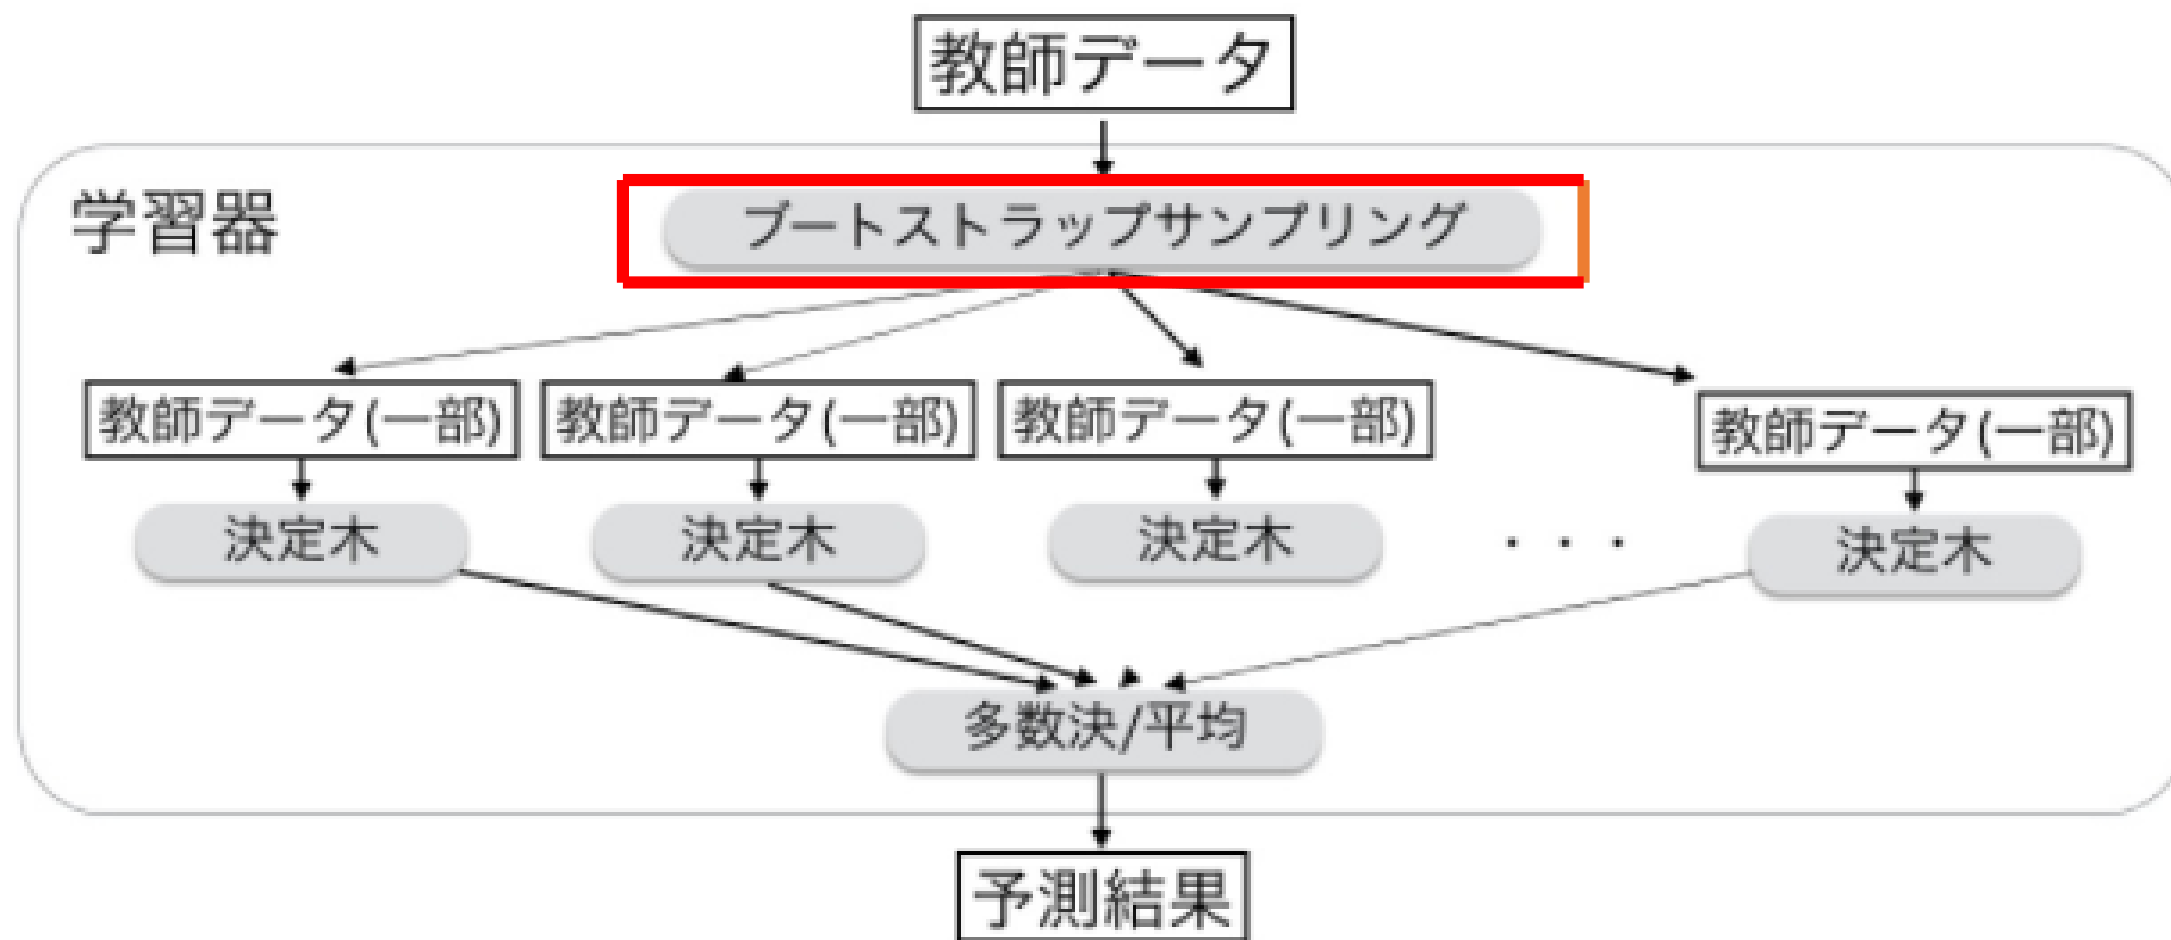 教師データ
学習器
ブートストラップサンプリング
教師データ(一部)
教師データ(一部)
教師データ(一部)
教師データ(一部)
決定木
決定木
決定木
・・・
決定木
多数決/平均
予測結果